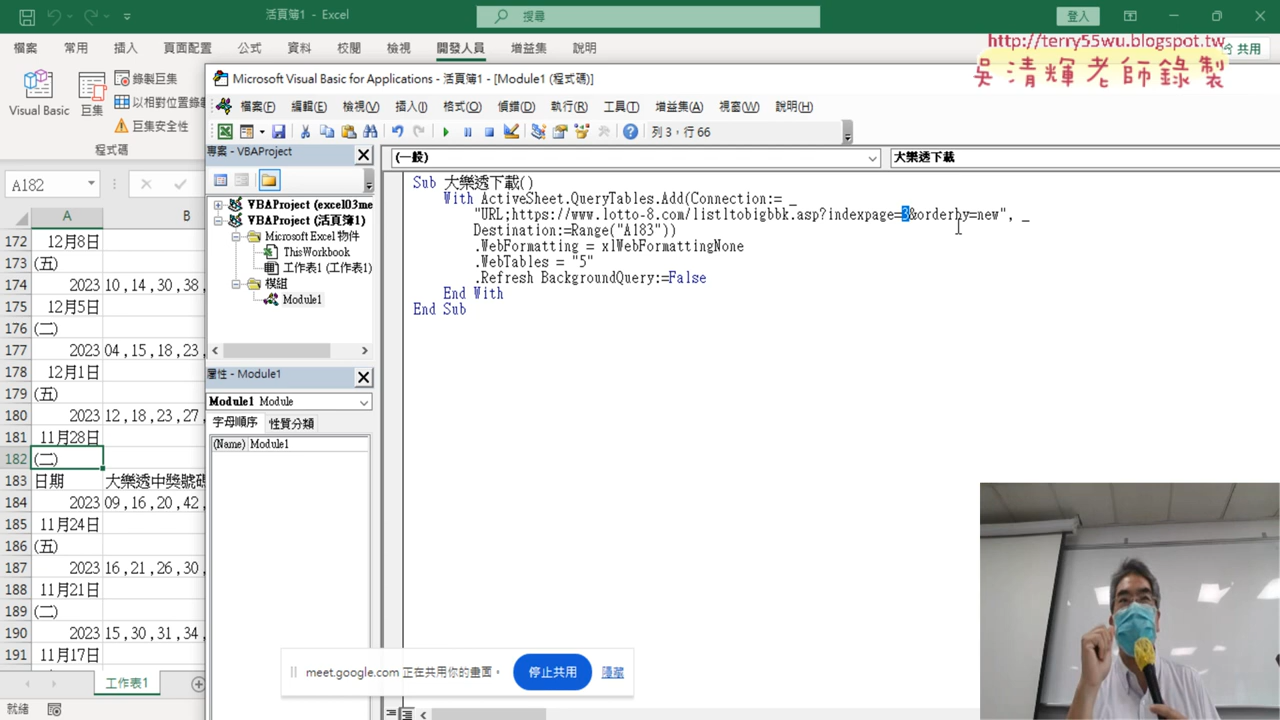 活頁簿1 - Excel
搜尋
登入
http://terry55wu.blogspot.tw
吳清輝老師錄製
檔案 常用 插入 頁面配置 公式 資料 校閱 檢視 開發人員 增益集 說明
共用
Visual Basic
巨集
錄製巨集
以相對位置錄
巨集安全性
程式碼
Microsoft Visual Basic for Applications - 活頁簿1 - [Module1 (程式碼)]
檔案(F) 編輯(E) 檢視(V) 插入(I) 格式(O) 偵錯(D) 執行(R) 工具(T) 增益集(A) 視窗(W) 說明(H)
列 3，行 66
A182
專案 - VBAProject
VBAProject (excel03me
VBAProject (活頁簿1)
Microsoft Excel 物件
ThisWorkbook
工作表1 (工作表1)
模組
Module1
屬性 - Module1
Module1 Module
字母順序 性質分類
(Name) Module1
(一般)
大樂透下載
Sub 大樂透下載()
With ActiveSheet.QueryTables.Add(Connection:= _
"URL;https://www.lotto-8.com/listltobigbbk.asp?indexpage=3&orderby=new", _
Destination:=Range("A183"))
.WebFormatting = xlWebFormattingNone
.WebTables = "5"
.Refresh BackgroundQuery:=False
End With
End Sub
A B
172 12月8日
173 (五)
174 2023 10,14,30,38,
175 12月5日
176 (二)
177 2023 04,15,18,23,
178 12月1日
179 (五)
180 2023 12,18,23,27,
181 11月28日
182 (二)
183 日期 大樂透中獎號碼
184 2023 09,16,20,42,
185 11月24日
186 (五)
187 2023 16,21,26,30,
188 11月21日
189 (二)
190 2023 15,30,31,34,
191 11月17日
meet.google.com 正在共用你的畫面。
停止共用
隱藏
工作表1
就緒